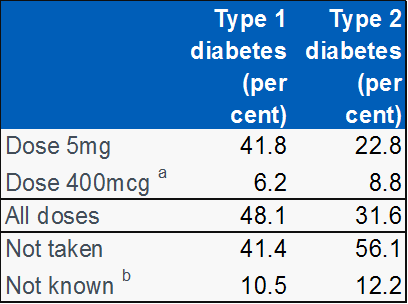 Type 1 Type 2
diabetes diabetes
(per (per
cent) cent)
Dose 5mg 41.8 22.8
Dose 400mcg a 6.2 8.8
All doses 48.1 31.6
Not taken 41.4 56.1
Not known b 10.5 12.2